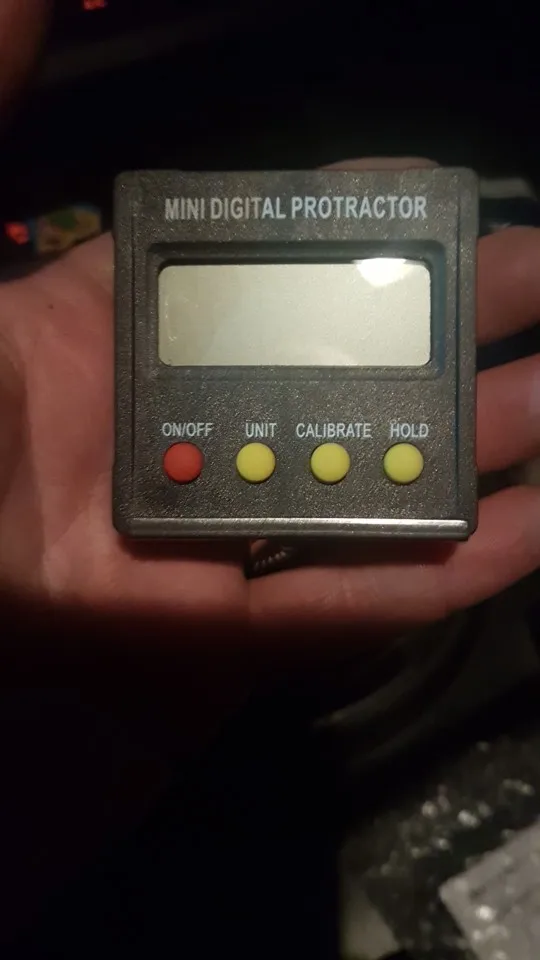 MINI DIGITAL PROTRACTOR
ON/OFF UNIT CALIBRATE HOLD